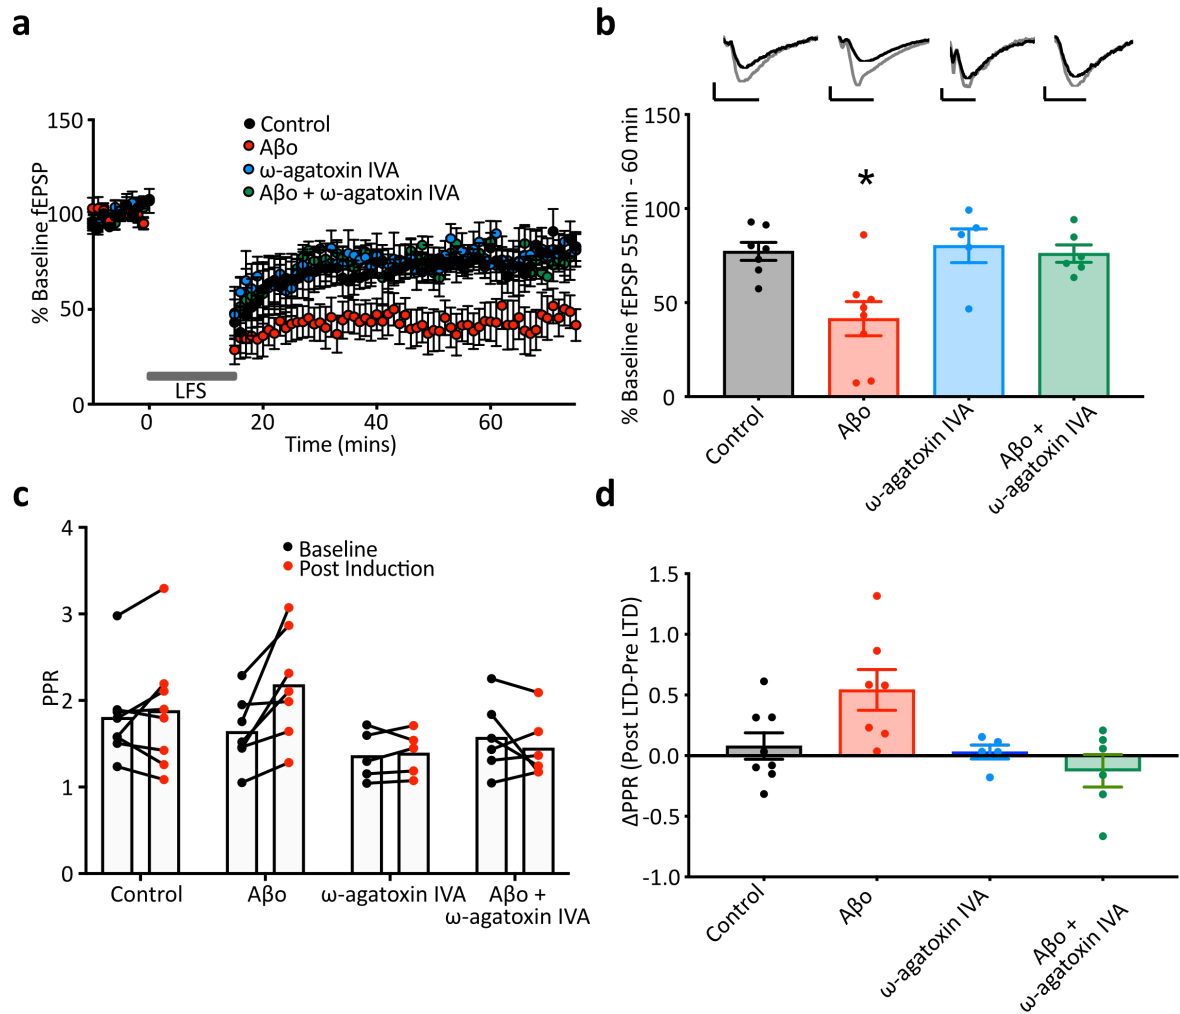 a
% Baseline fEPSP
150
100
50
0
Control
Aβo
ω-agatoxin IVA
Aβo + ω-agatoxin IVA
LFS
0
20
40
60
Time (mins)
b
% Baseline fEPSP 55 min - 60 min
150
100
50
0
*
Control
Aβo
ω-agatoxin IVA
Aβo +
ω-agatoxin IVA
c
PPR
4
3
2
1
0
Baseline
Post Induction
Control
Aβo
ω-agatoxin IVA
Aβo +
ω-agatoxin IVA
d
ΔPPR (Post LTD-Pre LTD)
1.5
1.0
0.5
0.0
-0.5
-1.0
Control
Aβo
ω-agatoxin IVA
Aβo +
ω-agatoxin IVA